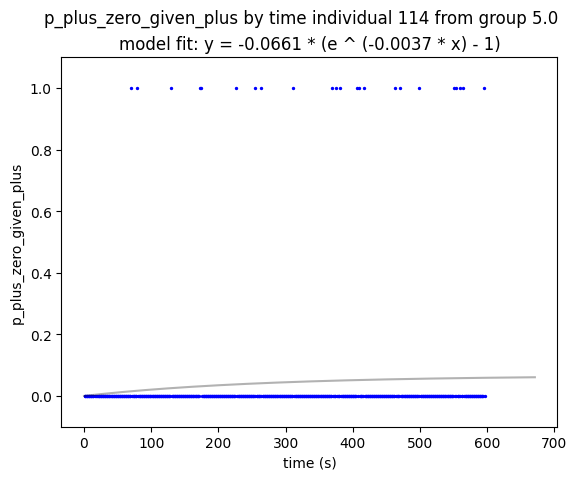 p_plus_zero_given_plus by time individual 114 from group 5.0
model fit: y = -0.0661 * (e ^ (-0.0037 * x) - 1)
p_plus_zero_given_plus
1.0
0.8
0.6
0.4
0.2
0.0
0 100 200 300 400 500 600 700
time (s)